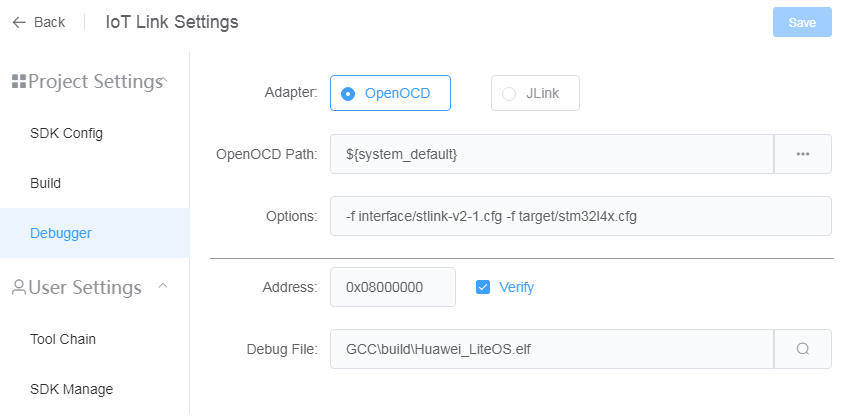 Back
IoT Link Settings
Save
Project Settings
SDK Config
Build
Debugger
User Settings
Tool Chain
SDK Manage
Adapter:
OpenOCD
JLink
OpenOCD Path:
${system_default}
Options:
-f interface/stlink-v2-1.cfg -f target/stm32l4x.cfg
Address:
0x08000000
Verify
Debug File:
GCC\build\Huawei_LiteOS.elf